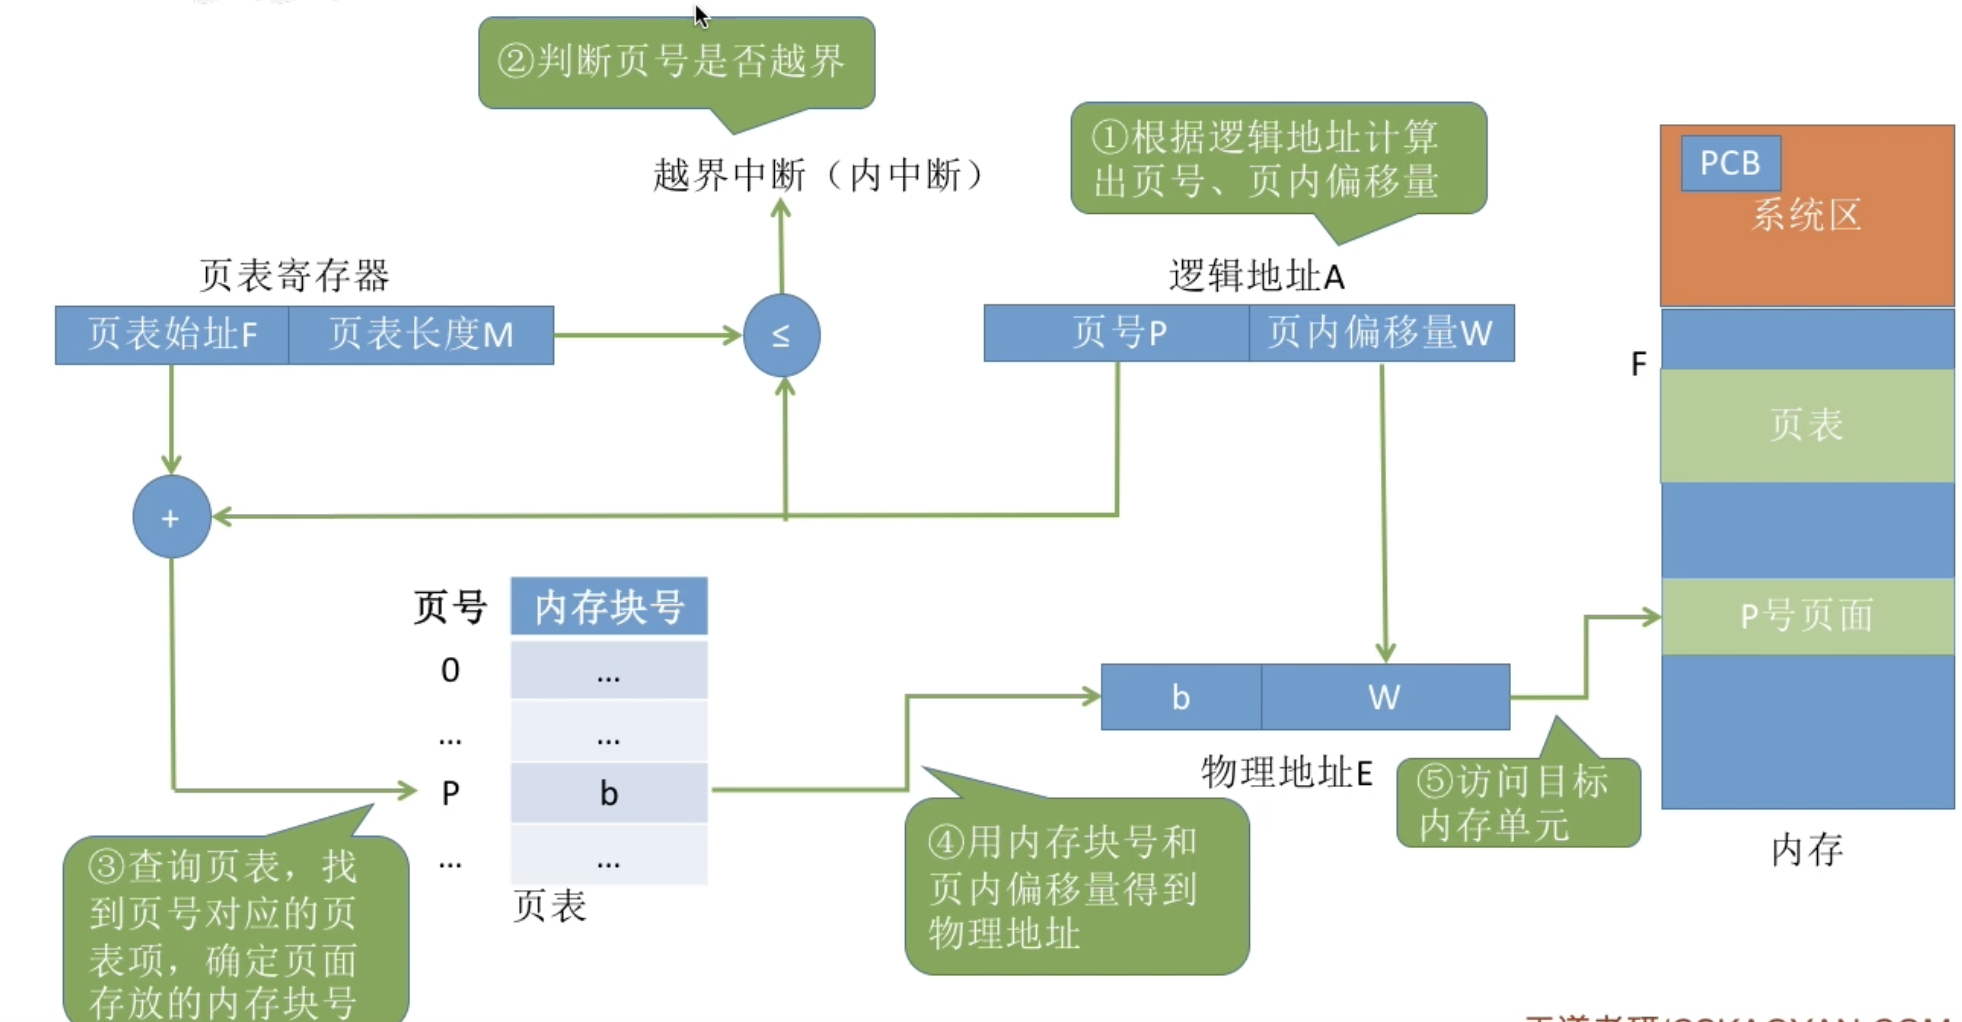 ②判断页号是否越界
①根据逻辑地址计算
出页号、页内偏移量
越界中断（内中断）
PCB
系统区
页表寄存器
逻辑地址A
页表始址F
页表长度M
≤
页号P
页内偏移量W
F
页表
+
页号
内存块号
P号页面
0
...
...
...
b
W
P
b
物理地址E
⑤访问目标
内存单元
...
...
页表
③查询页表，找
到页号对应的页
表项，确定页面
存放的内存块号
④用内存块号和
页内偏移量得到
物理地址
内存